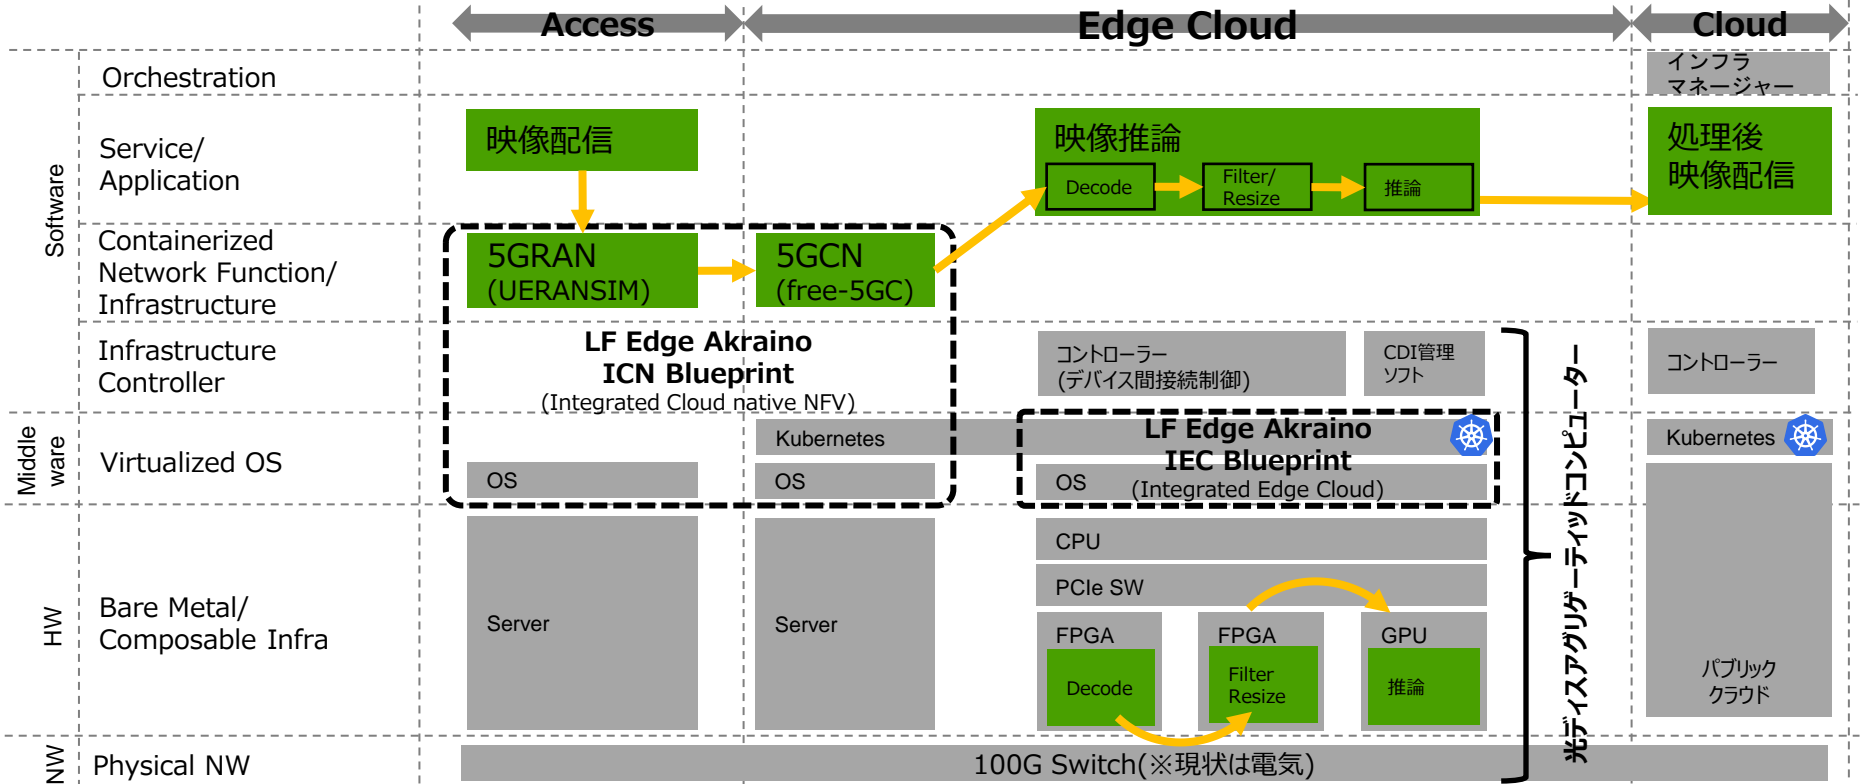 Access
Edge Cloud
Cloud
Software
Middle
ware
HW
NW
Orchestration
インフラ
マネージャー
Service/
Application
映像配信
映像推論
Decode
Filter/
Resize
推論
処理後
映像配信
Containerized
Network Function/
Infrastructure
5GRAN
(UERANSIM)
5GCN
(free-5GC)
Infrastructure
Controller
LF Edge Akraino
ICN Blueprint
(Integrated Cloud native NFV)
コントローラー
(デバイス間接続制御)
CDI管理
ソフト
コントローラー
Virtualized OS
Kubernetes
LF Edge Akraino
IEC Blueprint
(Integrated Edge Cloud)
Kubernetes
OS
OS
OS
光ディスアグリゲーティッドコンピューター
Bare Metal/
Composable Infra
Server
Server
CPU
PCIe SW
FPGA
Decode
FPGA
Filter
Resize
GPU
推論
パブリック
クラウド
Physical NW
100G Switch(※現状は電気)